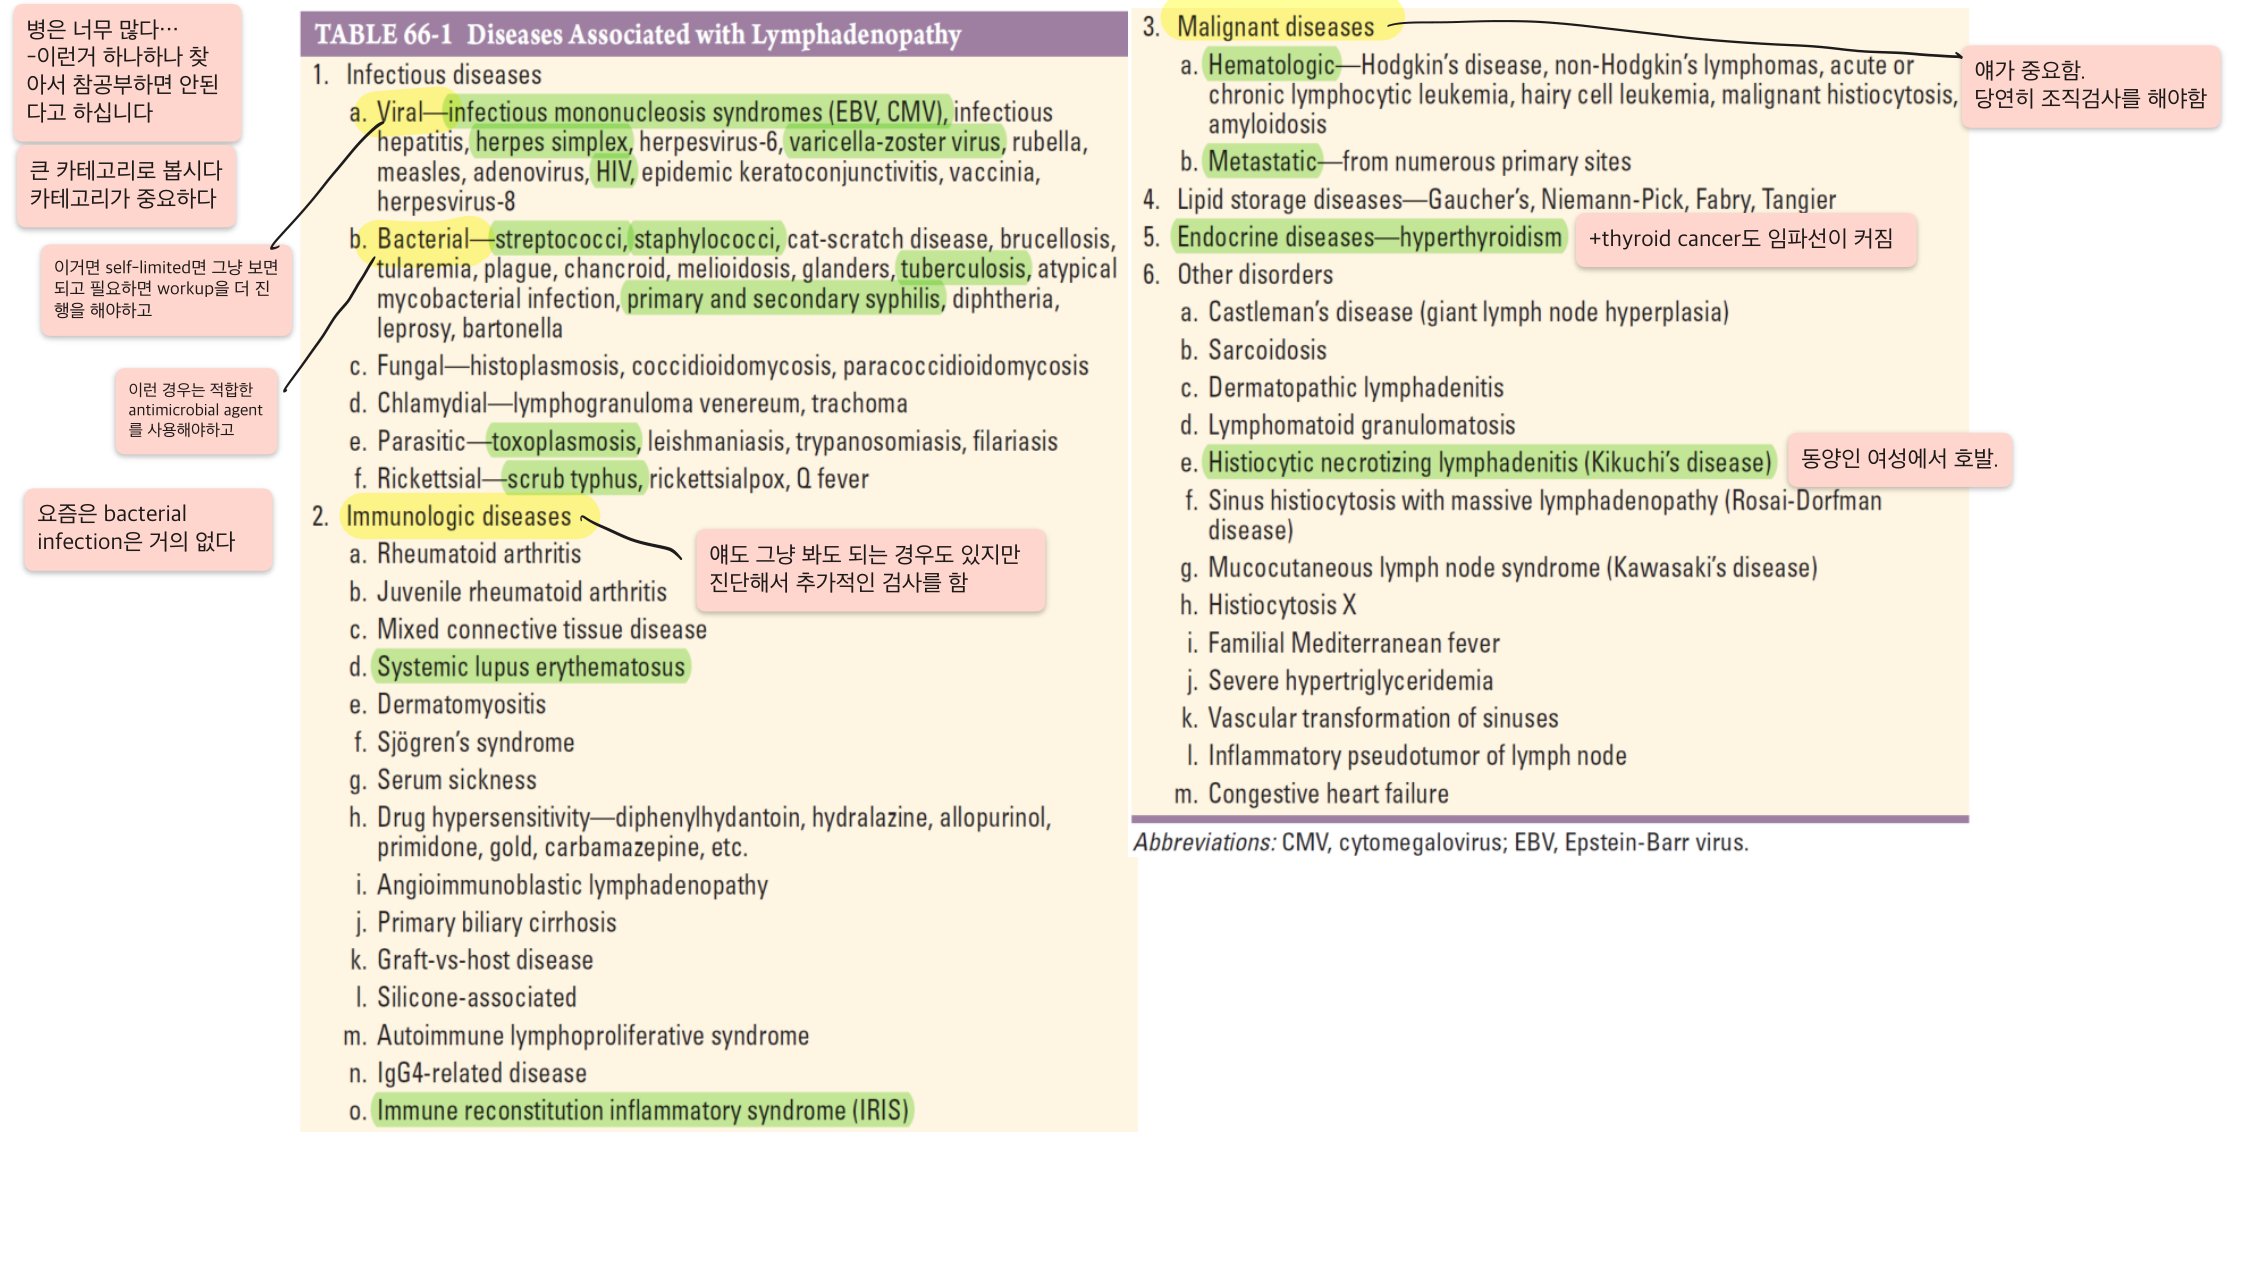 병은 너무 많다…
-이런거 하나하나 찾
아서 참공부하면 안된
다고 하십니다
큰 카테고리로 봅시다
카테고리가 중요하다
이거면 self-limited면 그냥 보면
되고 필요하면 workup을 더 진
행을 해야하고
이런 경우는 적합한
antimicrobial agent
를 사용해야하고
요즘은 bacterial
infection은 거의 없다
TABLE 66-1 Diseases Associated with Lymphadenopathy
1. Infectious diseases
a. Viral—infectious mononucleosis syndromes (EBV, CMV), infectious
hepatitis, herpes simplex, herpesvirus-6, varicella-zoster virus, rubella,
measles, adenovirus, HIV, epidemic keratoconjunctivitis, vaccinia,
herpesvirus-8
b. Bacterial—streptococci, staphylococci, cat-scratch disease, brucellosis,
tularemia, plague, chancroid, melioidosis, glanders, tuberculosis, atypical
mycobacterial infection, primary and secondary syphilis, diphtheria,
leprosy, bartonella
c. Fungal—histoplasmosis, coccidioidomycosis, paracoccidioidomycosis
d. Chlamydial—lymphogranuloma venereum, trachoma
e. Parasitic—toxoplasmosis, leishmaniasis, trypanosomiasis, filariasis
f. Rickettsial—scrub typhus, rickettsialpox, Q fever
2. Immunologic diseases
얘도 그냥 봐도 되는 경우도 있지만
진단해서 추가적인 검사를 함
a. Rheumatoid arthritis
b. Juvenile rheumatoid arthritis
c. Mixed connective tissue disease
d. Systemic lupus erythematosus
e. Dermatomyositis
f. Sjögren's syndrome
g. Serum sickness
h. Drug hypersensitivity—diphenylhydantoin, hydralazine, allopurinol,
primidone, gold, carbamazepine, etc.
i. Angioimmunoblastic lymphadenopathy
j. Primary biliary cirrhosis
k. Graft-vs-host disease
l. Silicone-associated
m. Autoimmune lymphoproliferative syndrome
n. IgG4-related disease
o. Immune reconstitution inflammatory syndrome (IRIS)
3. Malignant diseases
얘가 중요함.
당연히 조직검사를 해야함
a. Hematologic—Hodgkin's disease, non-Hodgkin's lymphomas, acute or
chronic lymphocytic leukemia, hairy cell leukemia, malignant histiocytosis,
amyloidosis
b. Metastatic—from numerous primary sites
4. Lipid storage diseases—Gaucher's, Niemann-Pick, Fabry, Tangier
5. Endocrine diseases—hyperthyroidism
+thyroid cancer도 임파선이 커짐
6. Other disorders
a. Castleman's disease (giant lymph node hyperplasia)
b. Sarcoidosis
c. Dermatopathic lymphadenitis
d. Lymphomatoid granulomatosis
e. Histiocytic necrotizing lymphadenitis (Kikuchi's disease)
동양인 여성에서 호발.
f. Sinus histiocytosis with massive lymphadenopathy (Rosai-Dorfman
disease)
g. Mucocutaneous lymph node syndrome (Kawasaki's disease)
h. Histiocytosis X
i. Familial Mediterranean fever
j. Severe hypertriglyceridemia
k. Vascular transformation of sinuses
l. Inflammatory pseudotumor of lymph node
m. Congestive heart failure
Abbreviations: CMV, cytomegalovirus; EBV, Epstein-Barr virus.